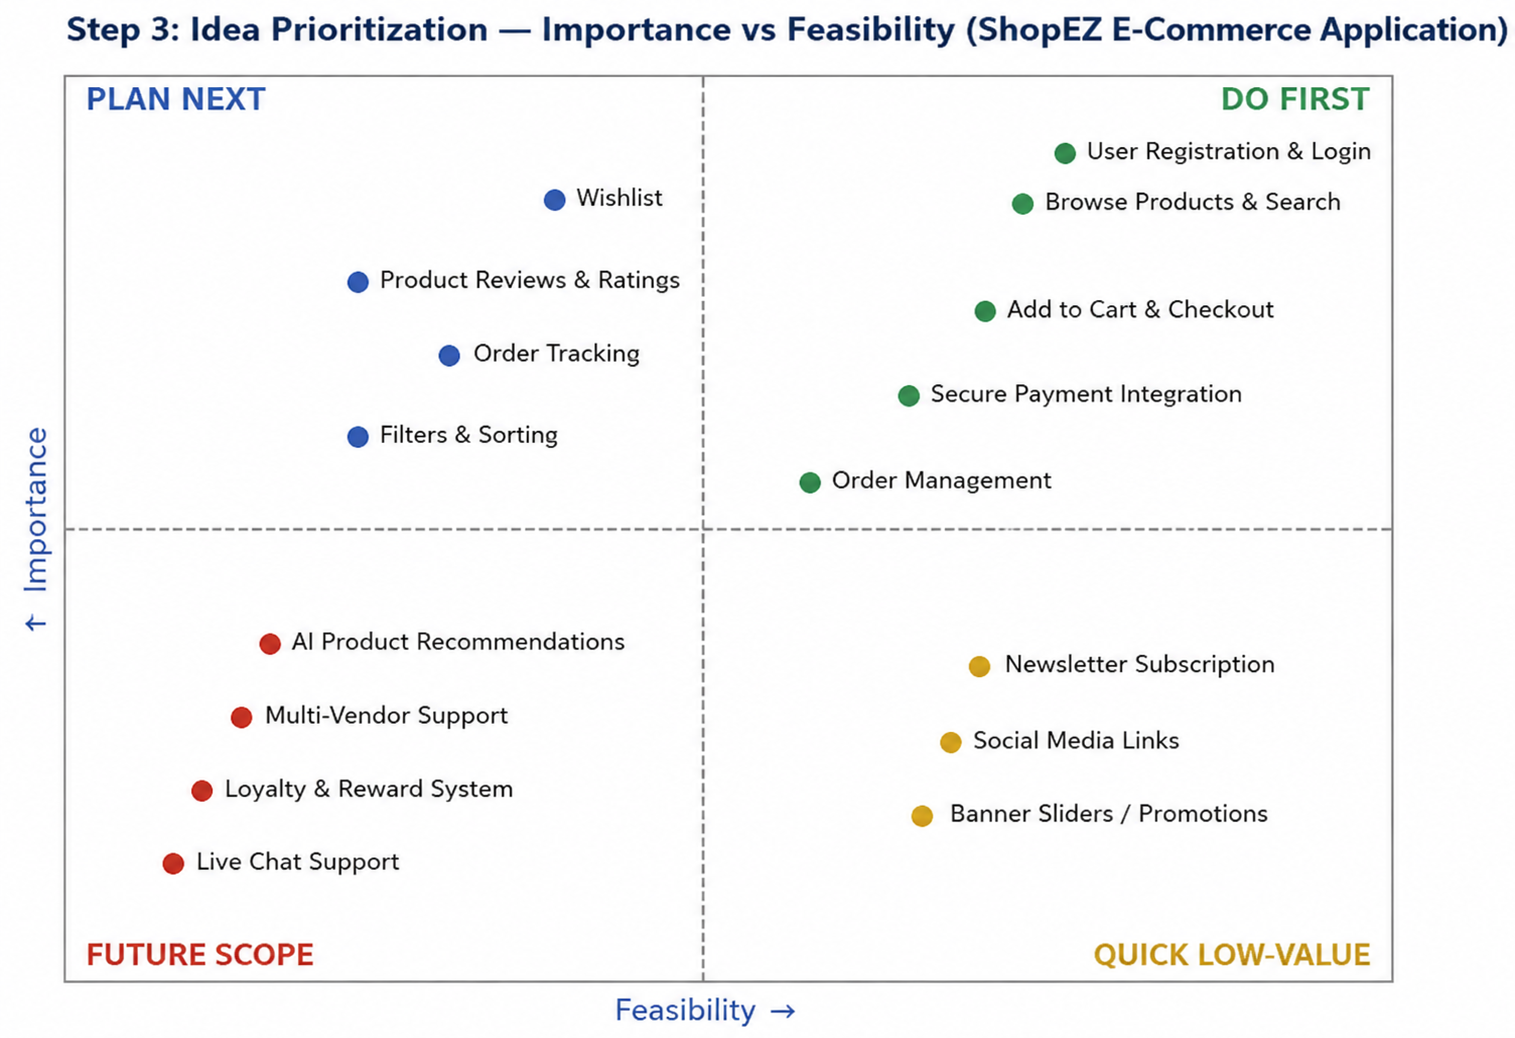 Step 3: Idea Prioritization — Importance vs Feasibility (ShopEZ E-Commerce Application)
PLAN NEXT
DO FIRST
User Registration & Login
Wishlist
Browse Products & Search
Product Reviews & Ratings
Add to Cart & Checkout
Order Tracking
Secure Payment Integration
Filters & Sorting
Order Management
↑ Importance
AI Product Recommendations
Newsletter Subscription
Multi-Vendor Support
Social Media Links
Loyalty & Reward System
Banner Sliders / Promotions
Live Chat Support
FUTURE SCOPE
QUICK LOW-VALUE
Feasibility →